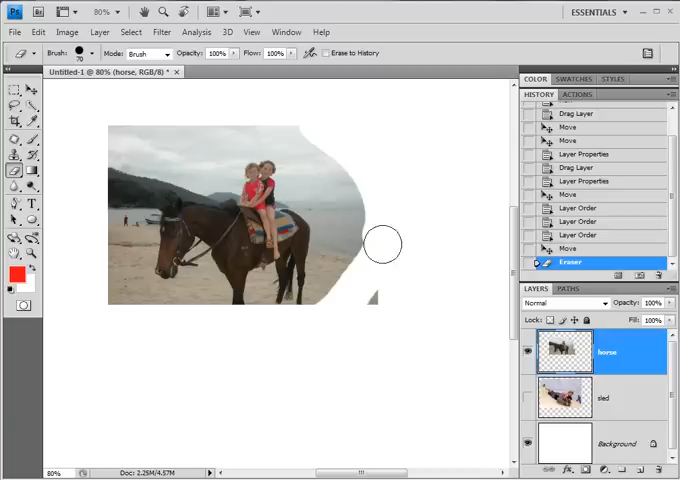 Ps Br 80% ESSENTIALS
File Edit Image Layer Select Filter Analysis 3D View Window Help
Brush: 70 Mode: Brush Opacity: 100% Flow: 100% Erase to History
Untitled-1 @ 80% (horse, RGB/8) *
COLOR SWATCHES STYLES
HISTORY ACTIONS
Drag Layer
Move
Move
Layer Properties
Drag Layer
Layer Properties
Move
Layer Order
Layer Order
Layer Order
Move
Eraser
LAYERS PATHS
Normal Opacity: 100%
Lock: Fill: 100%
horse
sled
Background
80% Doc: 2.25M/4.57M